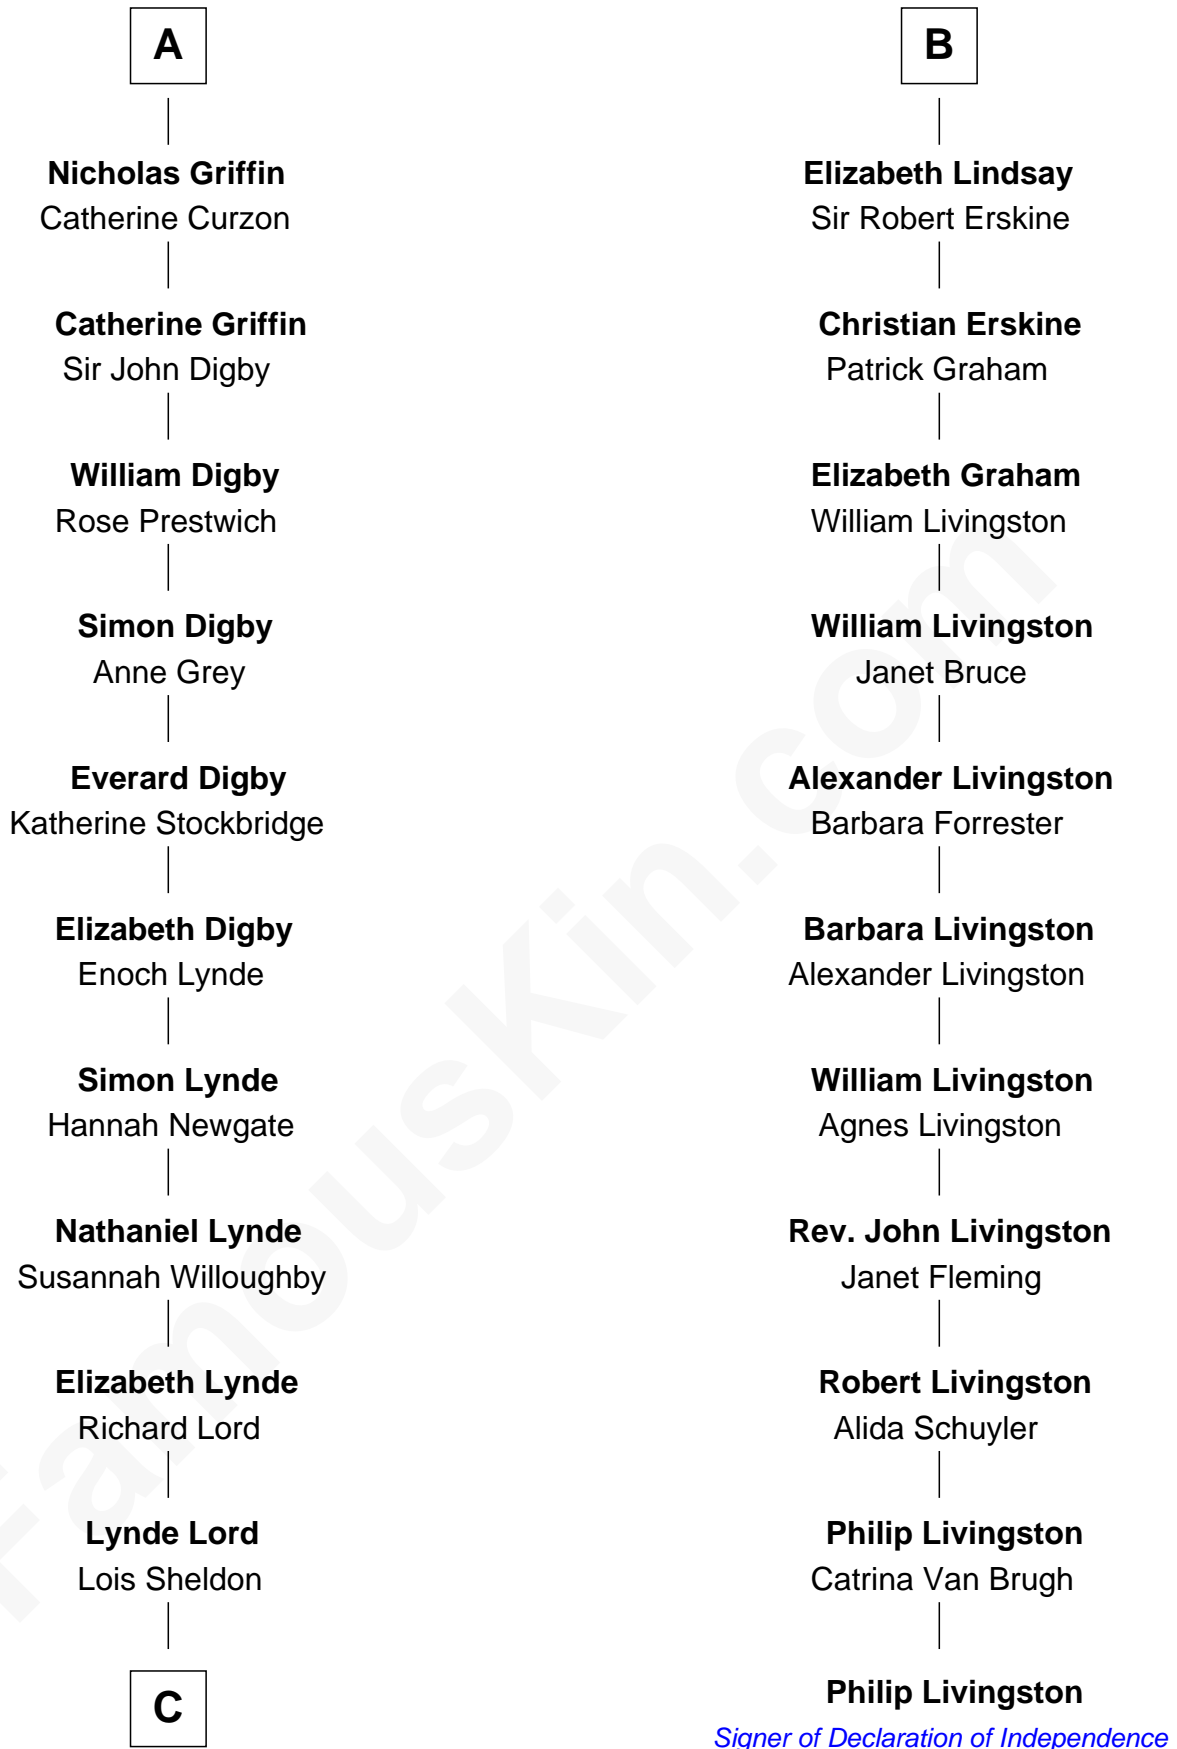 A
Nicholas Griffin
Catherine Curzon
Catherine Griffin
Sir John Digby
William Digby
Rose Prestwich
Simon Digby
Anne Grey
Everard Digby
Katherine Stockbridge
Elizabeth Digby
Enoch Lynde
Simon Lynde
Hannah Newgate
Nathaniel Lynde
Susannah Willoughby
Elizabeth Lynde
Richard Lord
Lynde Lord
Lois Sheldon
C
B
Elizabeth Lindsay
Sir Robert Erskine
Christian Erskine
Patrick Graham
Elizabeth Graham
William Livingston
William Livingston
Janet Bruce
Alexander Livingston
Barbara Forrester
Barbara Livingston
Alexander Livingston
William Livingston
Agnes Livingston
Rev. John Livingston
Janet Fleming
Robert Livingston
Alida Schuyler
Philip Livingston
Catrina Van Brugh
Philip Livingston
Signer of Declaration of Independence
FamousKin.com